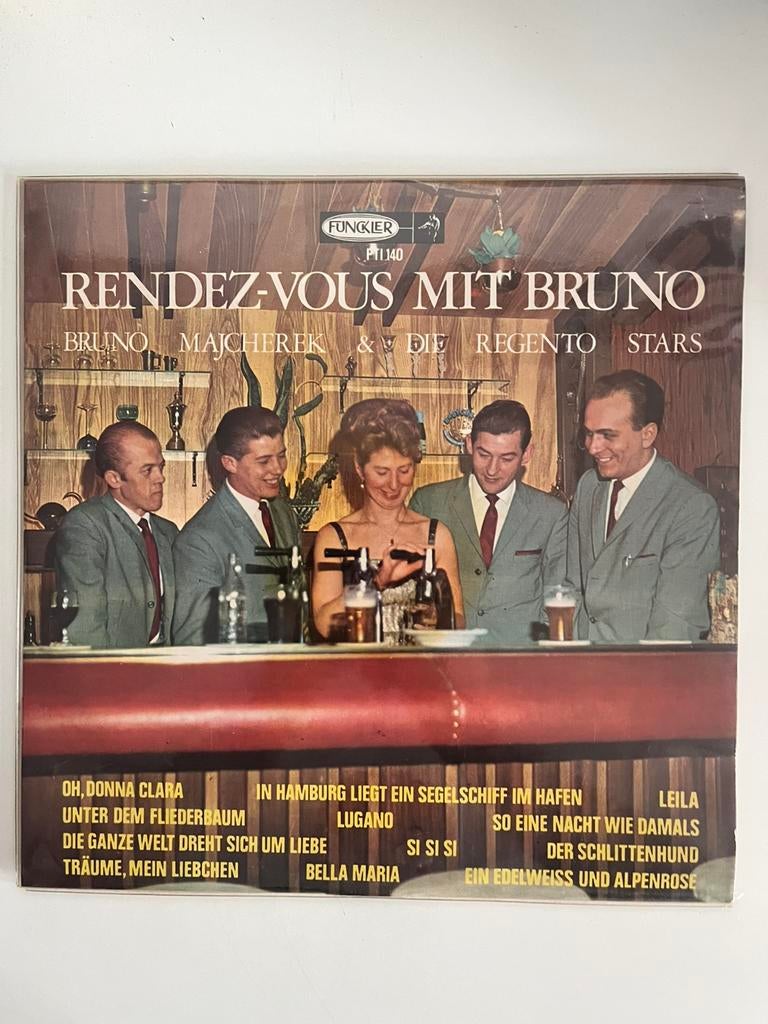 FUNCKLER
PTI 140
RENDEZ-VOUS MIT BRUNO
BRUNO MAJCHEREK & DIE REGENTO STARS
OH, DONNA CLARA IN HAMBURG LIEGT EIN SEGELSCHIFF IM HAFEN LEILA
UNTER DEM FLIEDERBAUM LUGANO SO EINE NACHT WIE DAMALS
DIE GANZE WELT DREHT SICH UM LIEBE SI SI SI DER SCHLITTENHUND
TRÄUME, MEIN LIEBCHEN BELLA MARIA EIN EDELWEISS UND ALPENROSE